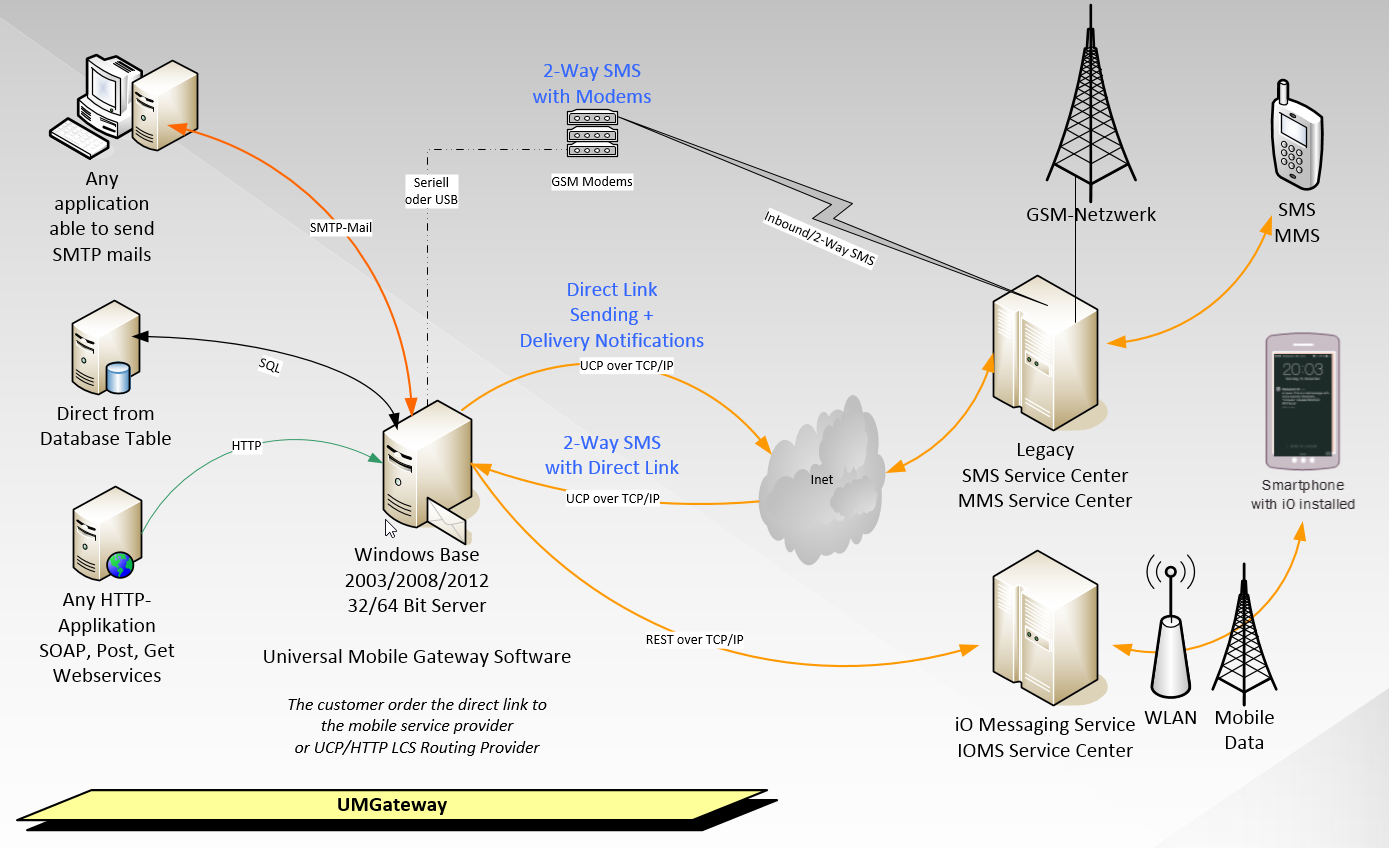 2-Way SMS
with Modems
GSM Modems
Seriell
oder USB
Any
application
able to send
SMTP mails
SMTP-Mail
Inbound/2-Way SMS
GSM-Netzwerk
SMS
MMS
Direct Link
Sending +
Delivery Notifications
UCP over TCP/IP
SQL
Direct from
Database Table
HTTP
2-Way SMS
with Direct Link
UCP over TCP/IP
Inet
Legacy
SMS Service Center
MMS Service Center
20:03
Smartphone
with iO installed
Any HTTP-
Applikation
SOAP, Post, Get
Webservices
Windows Base
2003/2008/2012
32/64 Bit Server
Universal Mobile Gateway Software
The customer order the direct link to
the mobile service provider
or UCP/HTTP LCS Routing Provider
REST over TCP/IP
iO Messaging Service
IOMS Service Center
WLAN
Mobile
Data
UMGateway